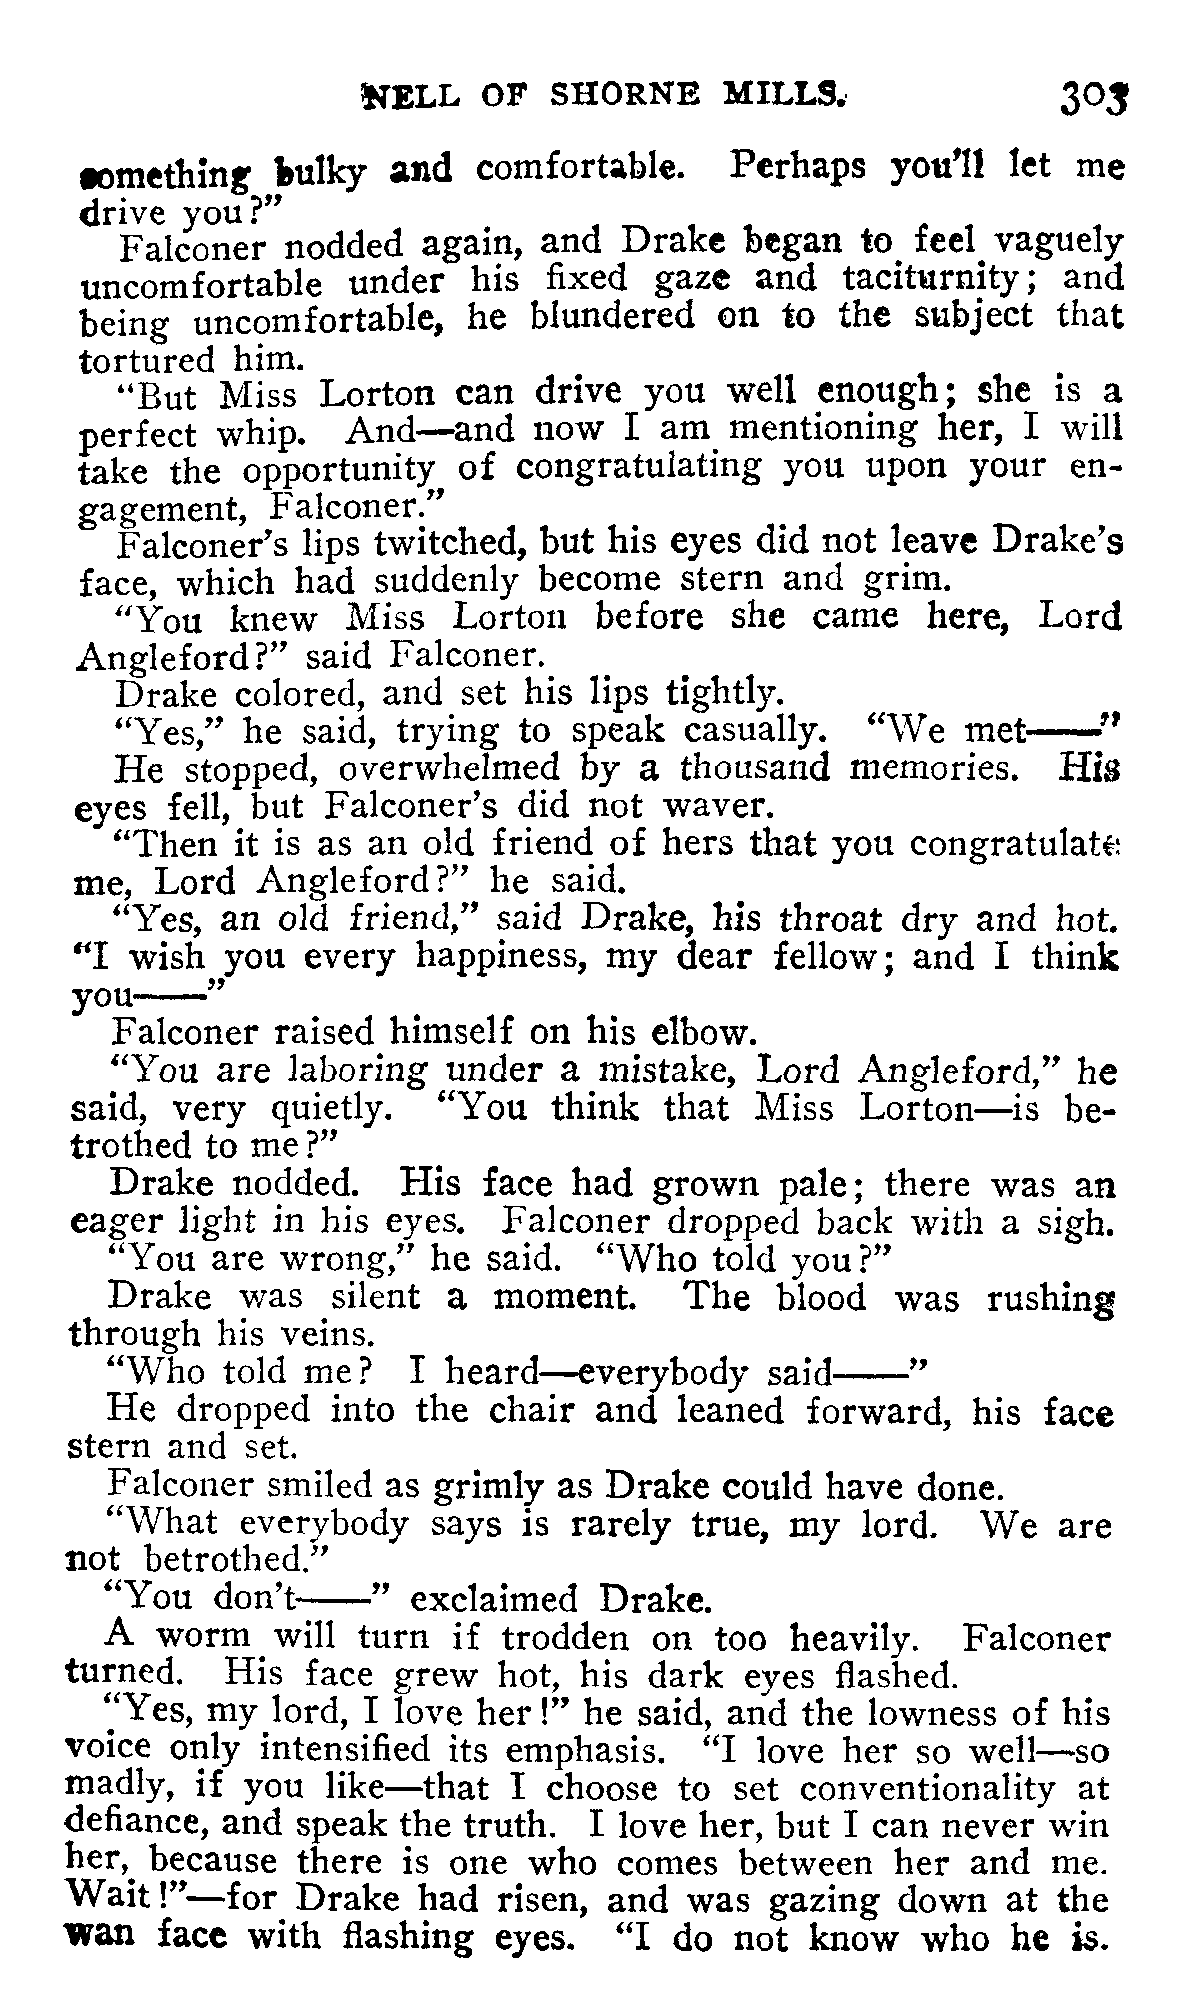 NELL OF SHORNE MILLS. 303
something bulky and comfortable. Perhaps you'll let me
drive you?"
Falconer nodded again, and Drake began to feel vaguely
uncomfortable under his fixed gaze and taciturnity; and
being uncomfortable, he blundered on to the subject that
tortured him.
"But Miss Lorton can drive you well enough; she is a
perfect whip. And—and now I am mentioning her, I will
take the opportunity of congratulating you upon your en-
gagement, Falconer."
Falconer's lips twitched, but his eyes did not leave Drake's
face, which had suddenly become stern and grim.
"You knew Miss Lorton before she came here, Lord
Angleford?" said Falconer.
Drake colored, and set his lips tightly.
"Yes," he said, trying to speak casually. "We met——"
He stopped, overwhelmed by a thousand memories. His
eyes fell, but Falconer's did not waver.
"Then it is as an old friend of hers that you congratulate
me, Lord Angleford?" he said.
"Yes, an old friend," said Drake, his throat dry and hot.
"I wish you every happiness, my dear fellow; and I think
you——"
Falconer raised himself on his elbow.
"You are laboring under a mistake, Lord Angleford," he
said, very quietly. "You think that Miss Lorton—is be-
trothed to me?"
Drake nodded. His face had grown pale; there was an
eager light in his eyes. Falconer dropped back with a sigh.
"You are wrong," he said. "Who told you?"
Drake was silent a moment. The blood was rushing
through his veins.
"Who told me? I heard—everybody said——"
He dropped into the chair and leaned forward, his face
stern and set.
Falconer smiled as grimly as Drake could have done.
"What everybody says is rarely true, my lord. We are
not betrothed."
"You don't——" exclaimed Drake.
A worm will turn if trodden on too heavily. Falconer
turned. His face grew hot, his dark eyes flashed.
"Yes, my lord, I love her!" he said, and the lowness of his
voice only intensified its emphasis. "I love her so well—so
madly, if you like—that I choose to set conventionality at
defiance, and speak the truth. I love her, but I can never win
her, because there is one who comes between her and me.
Wait!"—for Drake had risen, and was gazing down at the
wan face with flashing eyes. "I do not know who he is.